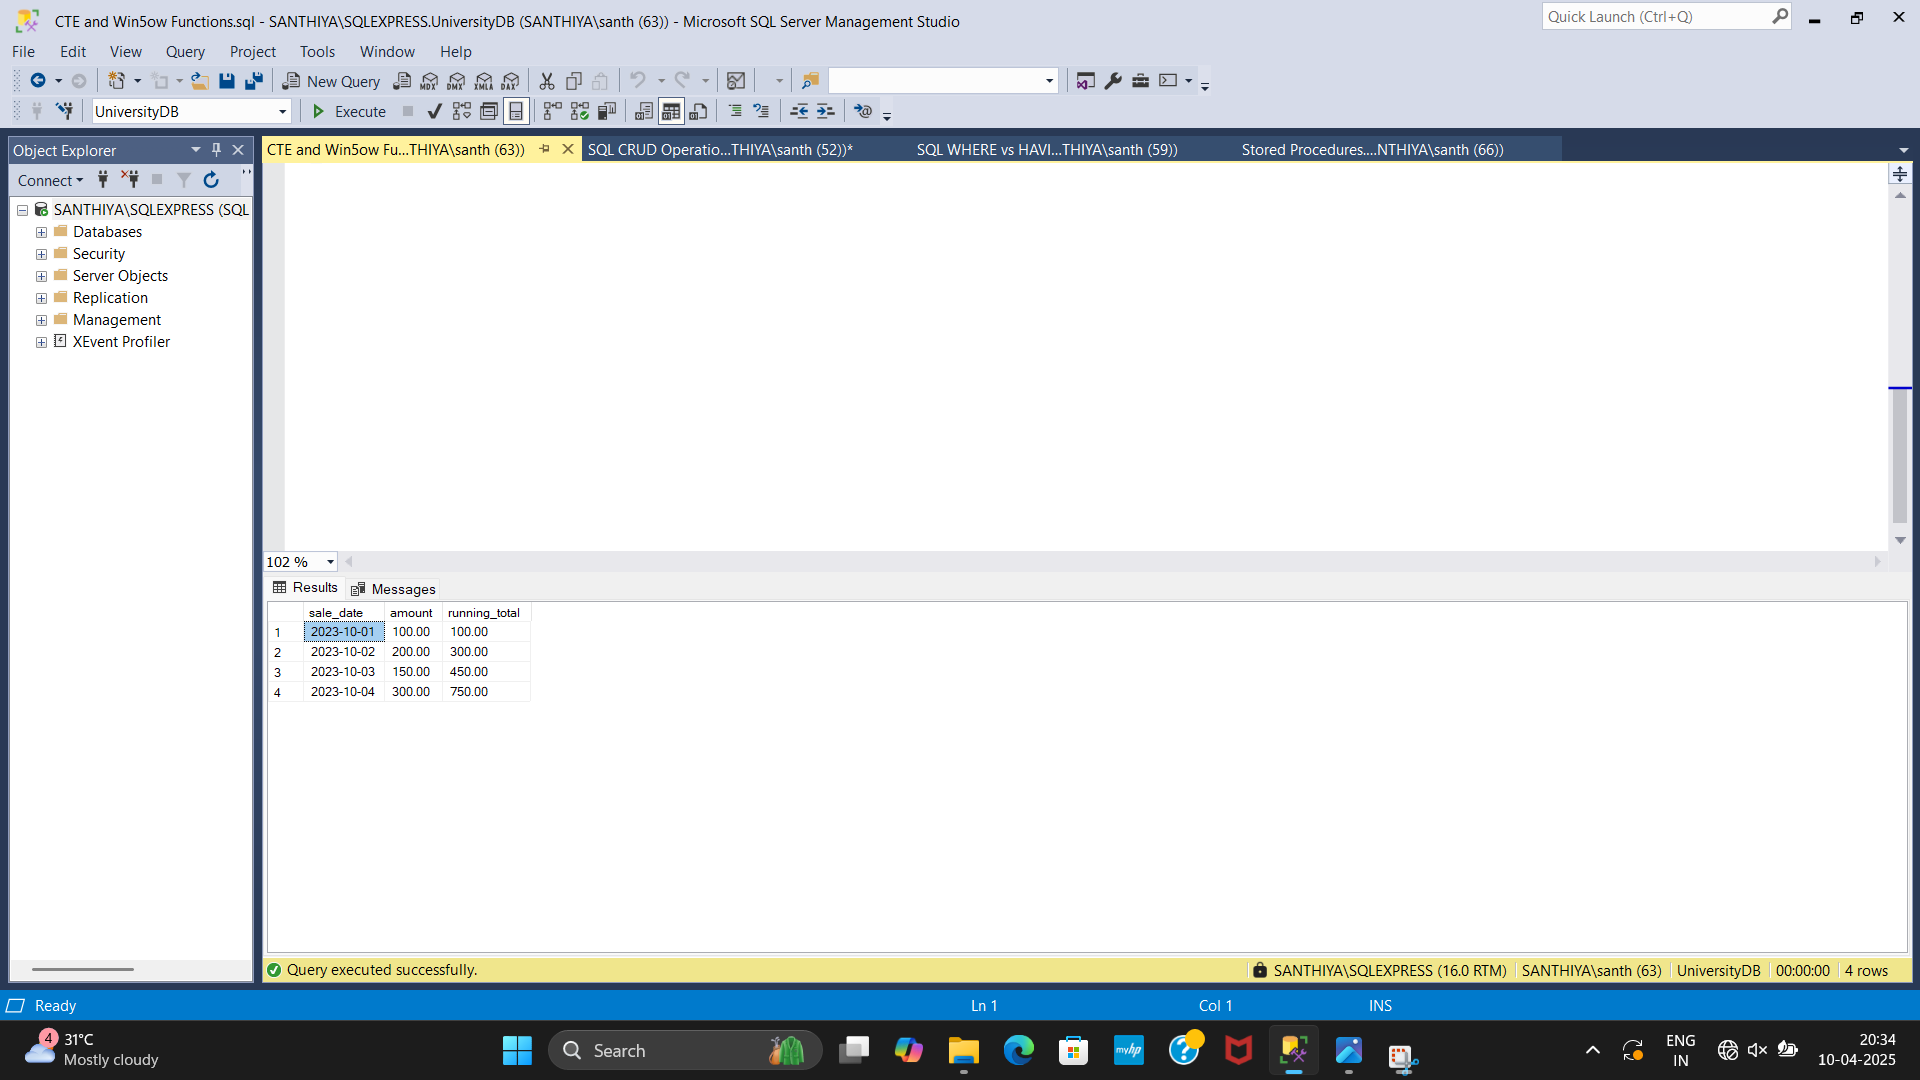 CTE and Win5ow Functions.sql - SANTHIYA\SQLEXPRESS.UniversityDB (SANTHIYA\santh (63)) - Microsoft SQL Server Management Studio
Quick Launch (Ctrl+Q)
File Edit View Query Project Tools Window Help
New Query
MDX DMX XMLA DAX
UniversityDB
Execute
Object Explorer
CTE and Win5ow Fu...THIYA\santh (63))
SQL CRUD Operatio...THIYA\santh (52))*
SQL WHERE vs HAVI...THIYA\santh (59))
Stored Procedures....NTHIYA\santh (66))
Connect
SANTHIYA\SQLEXPRESS (SQL
Databases
Security
Server Objects
Replication
Management
XEvent Profiler
102 %
Results Messages
sale_date amount running_total
1 2023-10-01 100.00 100.00
2 2023-10-02 200.00 300.00
3 2023-10-03 150.00 450.00
4 2023-10-04 300.00 750.00
Query executed successfully.
SANTHIYA\SQLEXPRESS (16.0 RTM) SANTHIYA\santh (63) UniversityDB 00:00:00 4 rows
Ready
Ln 1
Col 1
INS
4
31°C
Mostly cloudy
Search
myhp
ENG
IN
20:34
10-04-2025